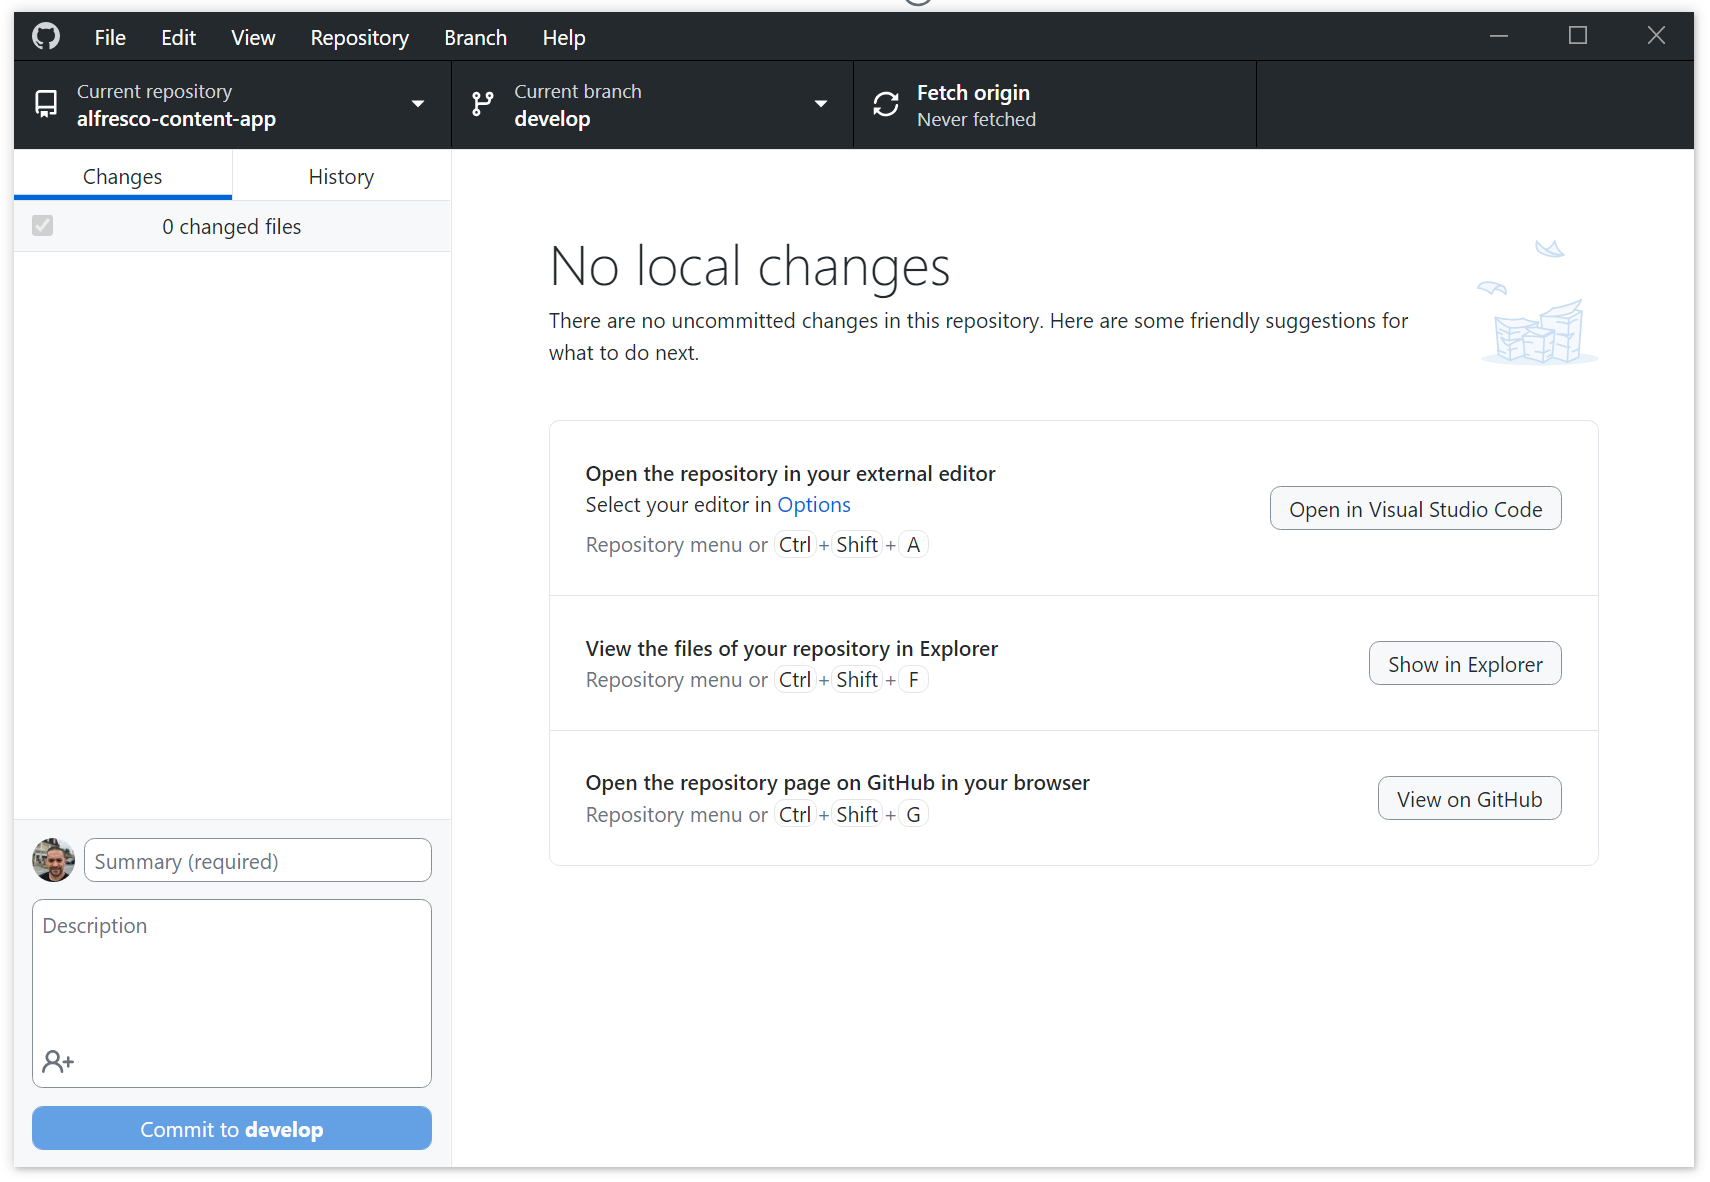 File Edit View Repository Branch Help
Current repository
alfresco-content-app
Current branch
develop
Fetch origin
Never fetched
Changes
History
0 changed files
No local changes
There are no uncommitted changes in this repository. Here are some friendly suggestions for
what to do next.
Open the repository in your external editor
Select your editor in Options
Repository menu or Ctrl + Shift + A
Open in Visual Studio Code
View the files of your repository in Explorer
Repository menu or Ctrl + Shift + F
Show in Explorer
Open the repository page on GitHub in your browser
Repository menu or Ctrl + Shift + G
View on GitHub
Summary (required)
Description
Commit to develop